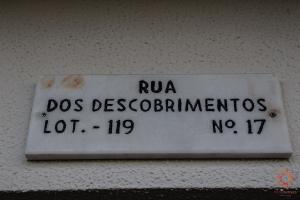 RUA
DOS DESCOBRIMENTOS
LOT. - 119 Nº. 17